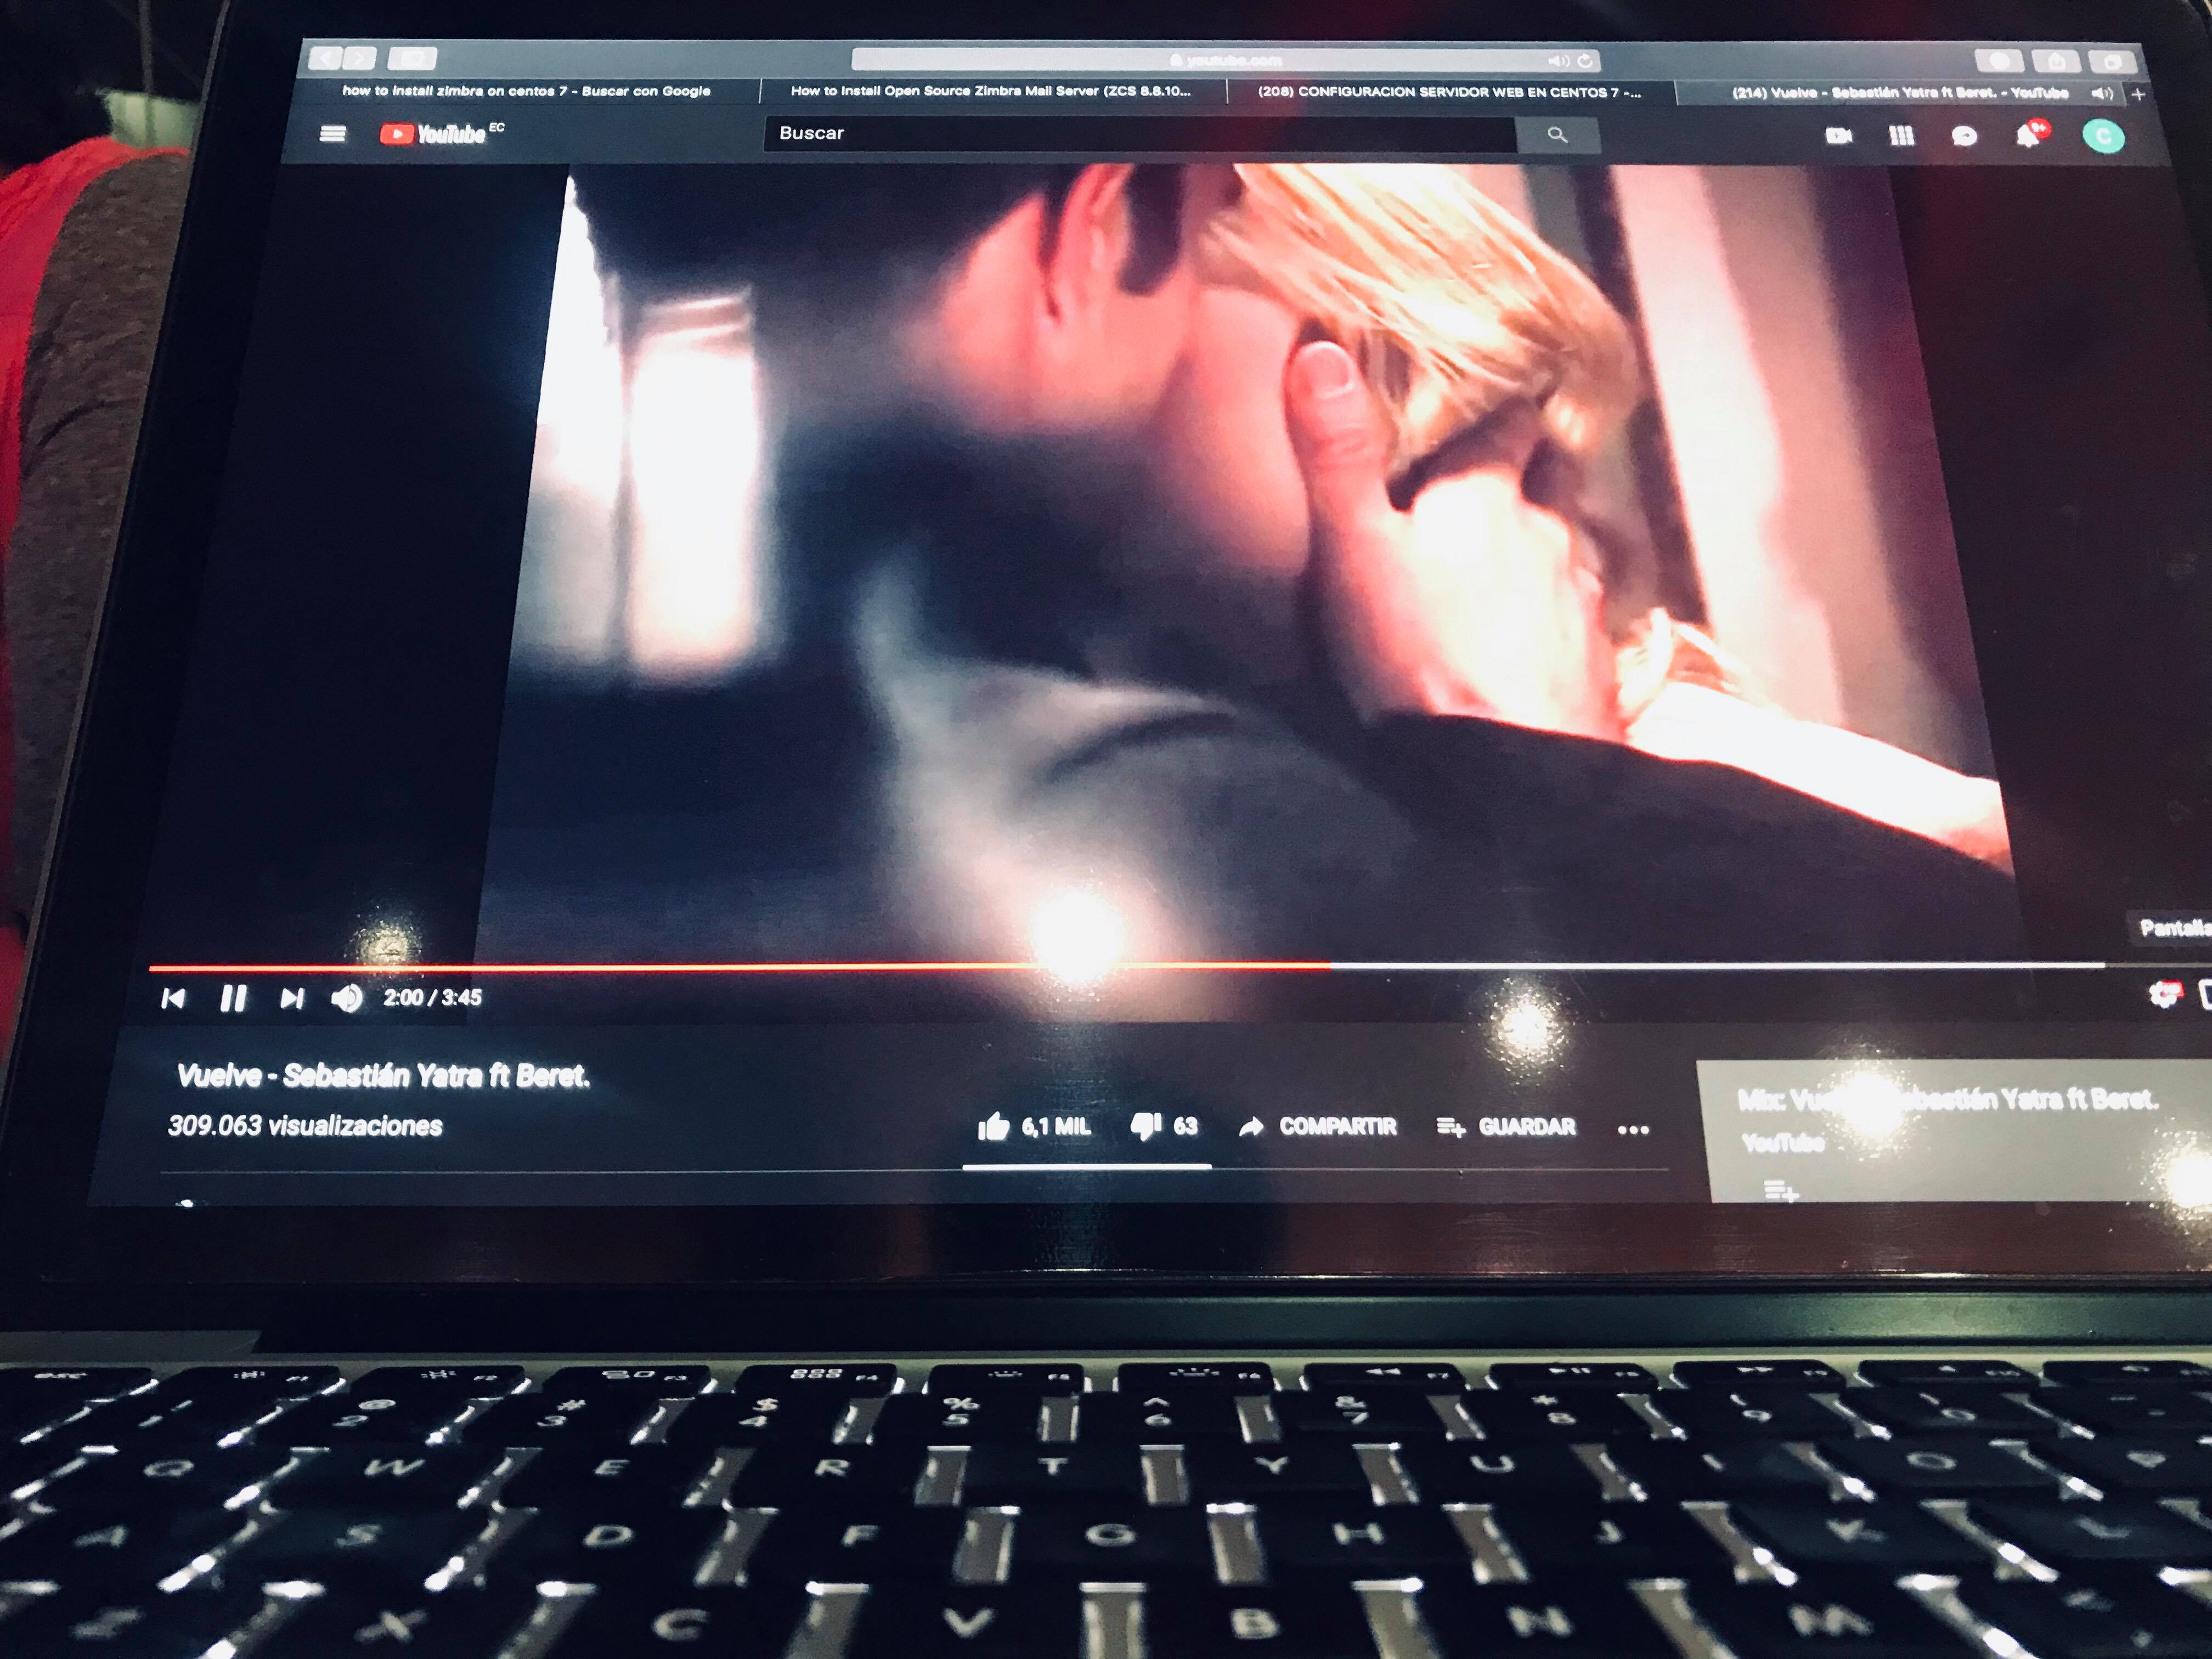 youtube.com
how to install zimbra on centos 7 - Buscar con Google
How to Install Open Source Zimbra Mail Server (ZCS 8.8.10...
(208) CONFIGURACION SERVIDOR WEB EN CENTOS 7 -...
(214) Vuelve - Sebastián Yatra ft Beret. - YouTube
YouTube EC
Buscar
9+
C
Pantalla
2:00 / 3:45
Vuelve - Sebastián Yatra ft Beret.
309.063 visualizaciones
6,1 MIL
63
COMPARTIR
GUARDAR
Mix: Vuelve - Sebastián Yatra ft Beret.
YouTube
esc F1 F2 F3 F4 F5 F6 F7 F8 F9 F10
! @ 2 # 3 $ 4 % 5 ^ 6 & 7 * 8 ( 9 ) 0
Q W E R T Y U I O P
A S D F G H J K L
Z X C V B N M